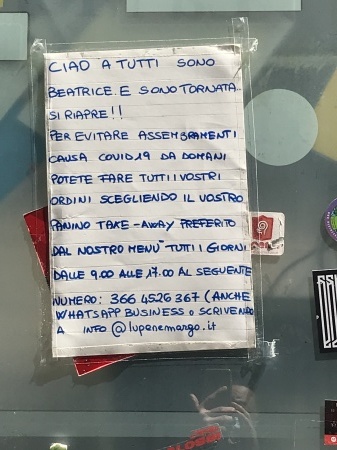 CIAO A TUTTI SONO
BEATRICE. E SONO TORNATA..
SI RIAPRE!!
PER EVITARE ASSEMBRAMENTI
CAUSA COVID19 DA DOMANI
POTETE FARE TUTTI I VOSTRI
ORDINI SCEGLIENDO IL VOSTRO
PANINO TAKE-AWAY PREFERITO
DAL NOSTRO MENU' TUTTI I GIORNI
DALLE 9.00 ALLE 17.00 AL SEGUENTE
NUMERO: 366 4526 367 (ANCHE
WHATSAPP BUSINESS O SCRIVENDO
A INFO @lupenemargo.it